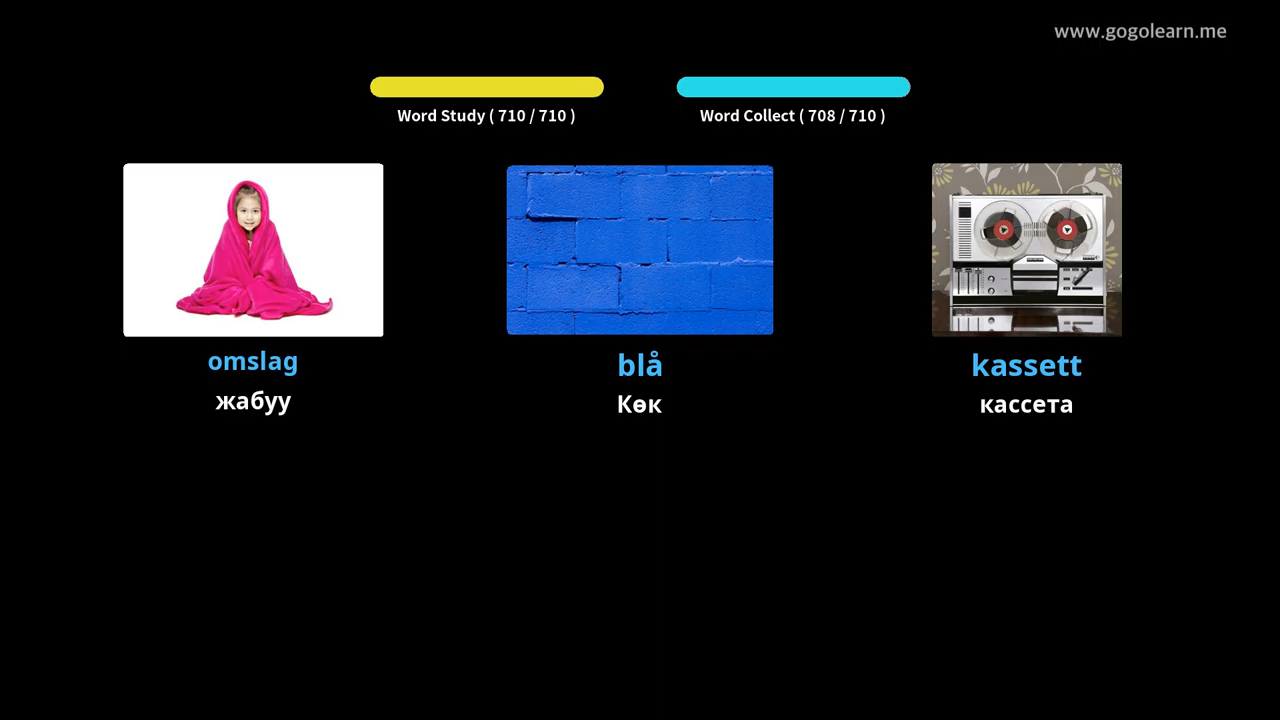 www.gogolearn.me
Word Study ( 710 / 710 )
Word Collect ( 708 / 710 )
omslag
blå
kassett
жабуу
Көк
кассета